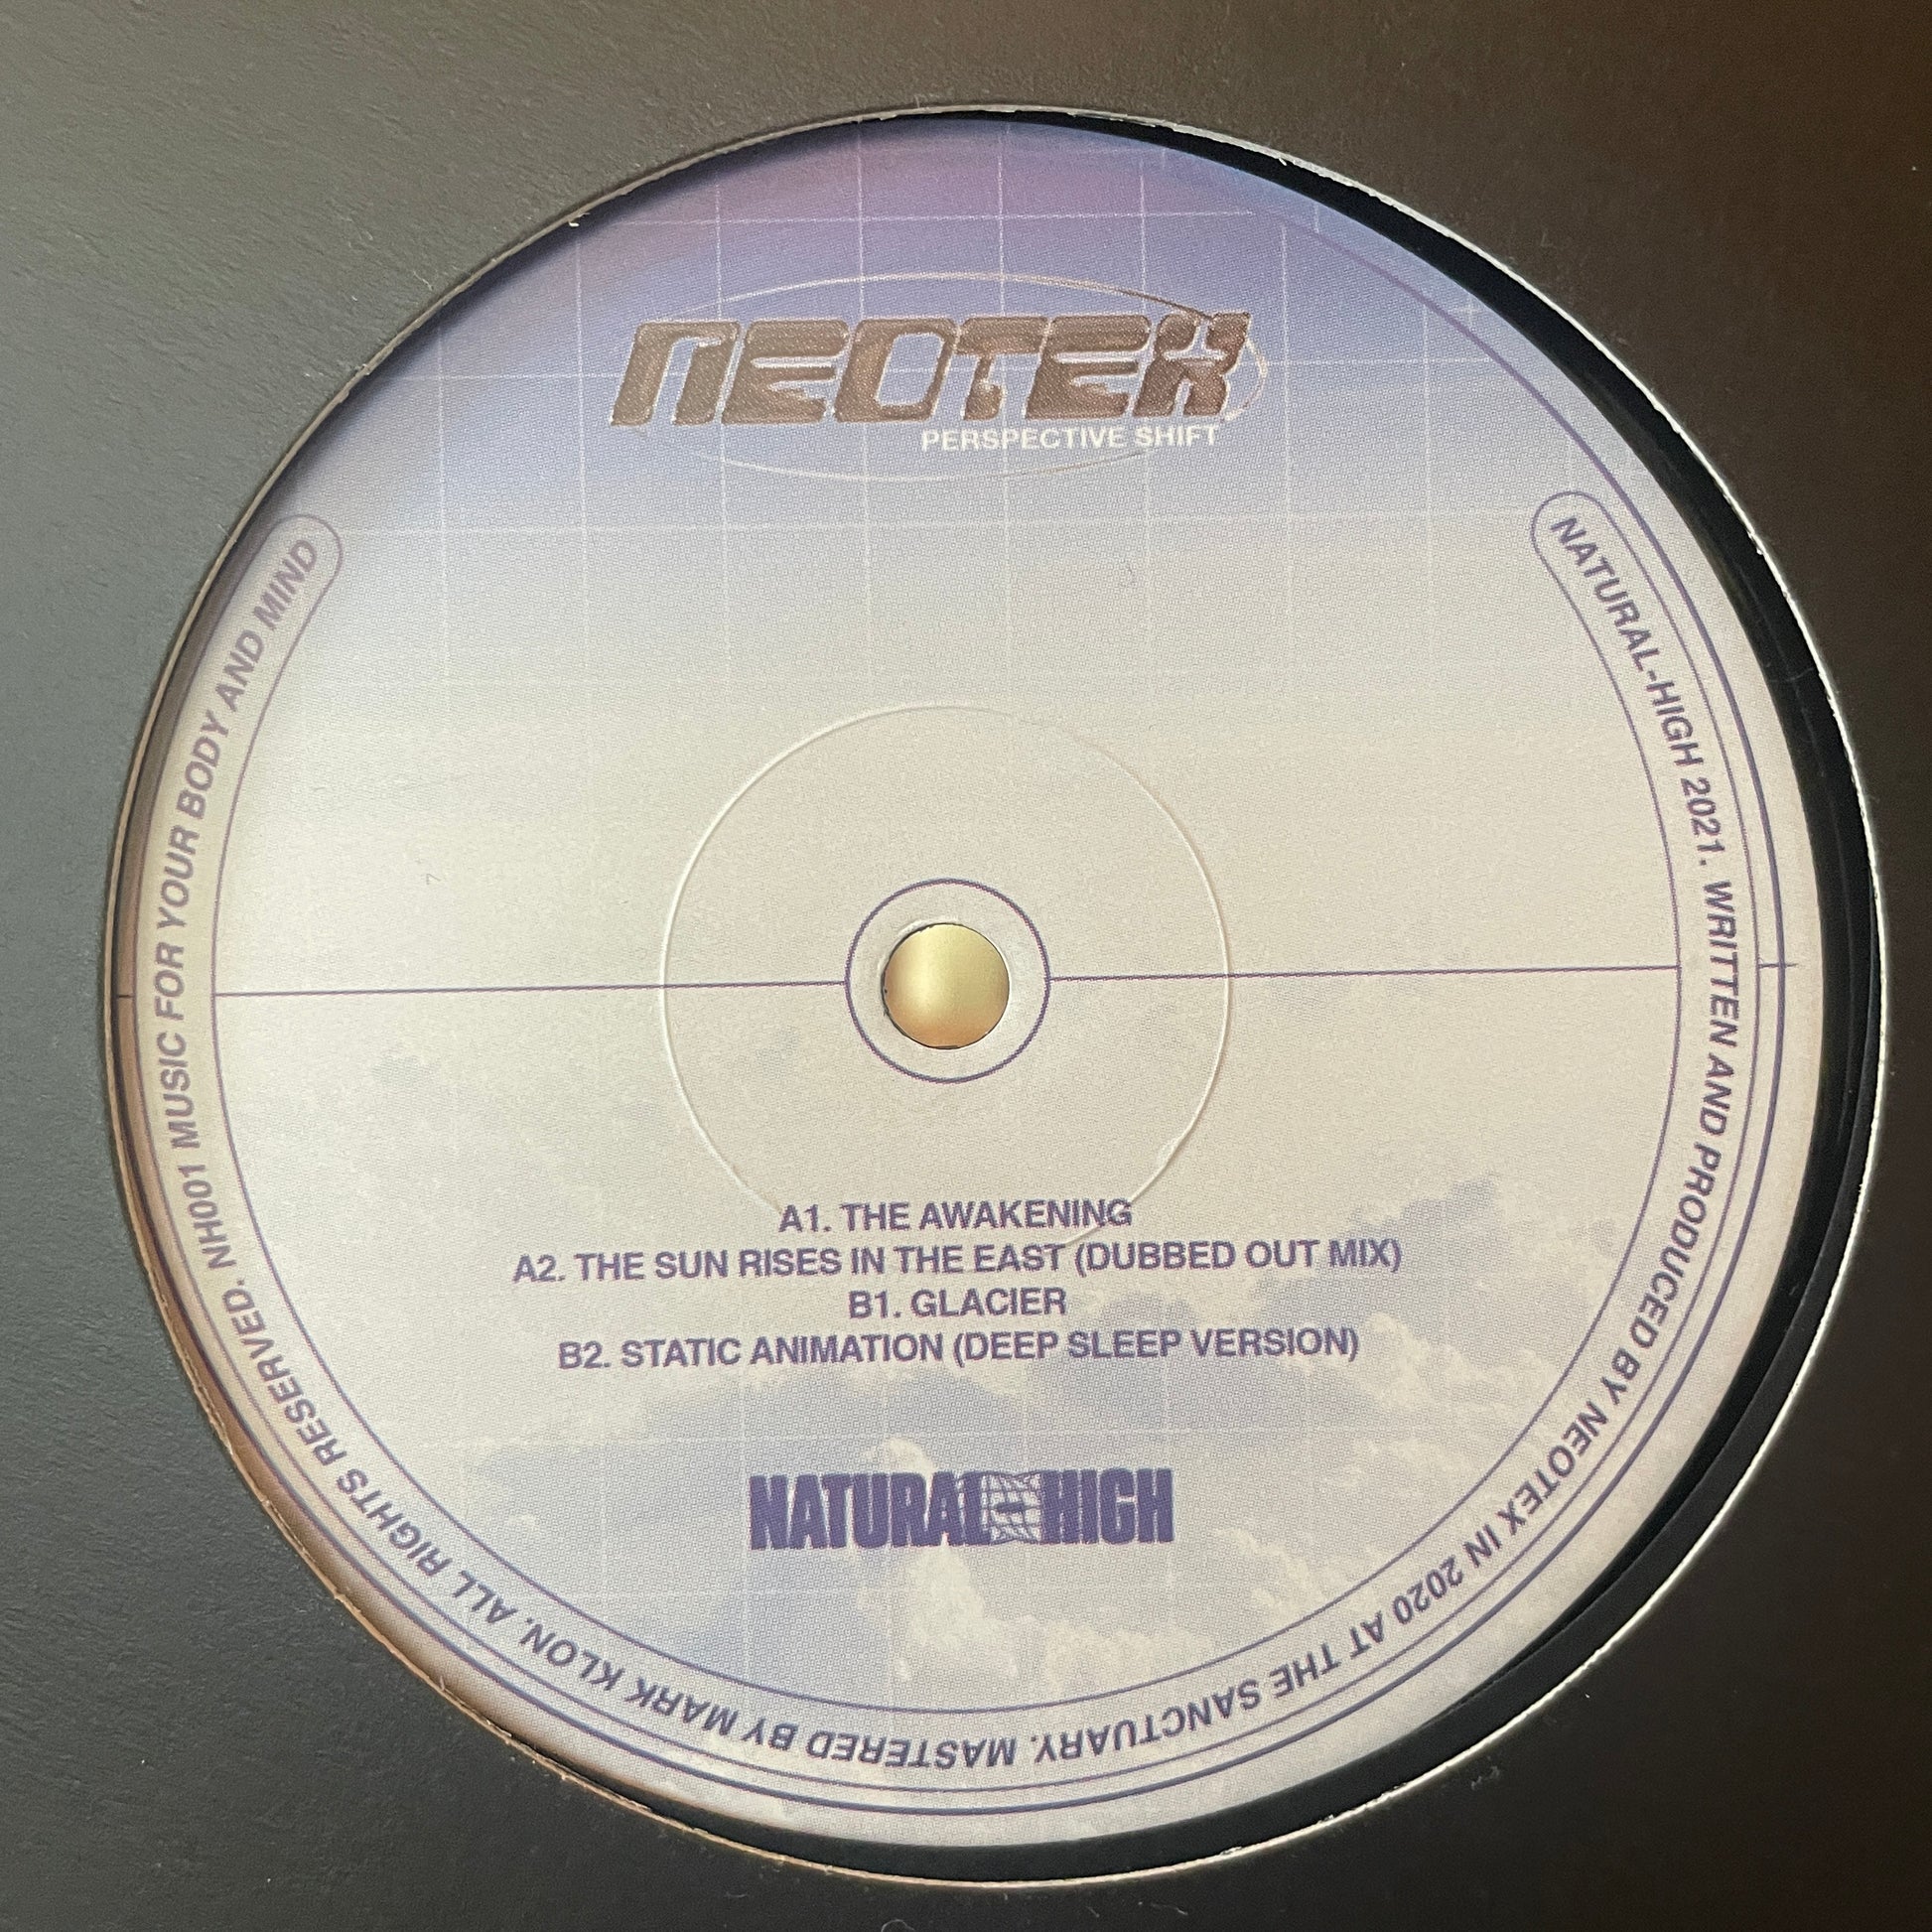 NEOTEX
PERSPECTIVE SHIFT
NATURAL-HIGH 2021. WRITTEN AND PRODUCED BY NEOTEX IN 2020 AT THE SANCTUARY. MASTERED BY MARK KLON. ALL RIGHTS RESERVED. NH001 MUSIC FOR YOUR BODY AND MIND
A1. THE AWAKENING
A2. THE SUN RISES IN THE EAST (DUBBED OUT MIX)
B1. GLACIER
B2. STATIC ANIMATION (DEEP SLEEP VERSION)
NATURAL-HIGH